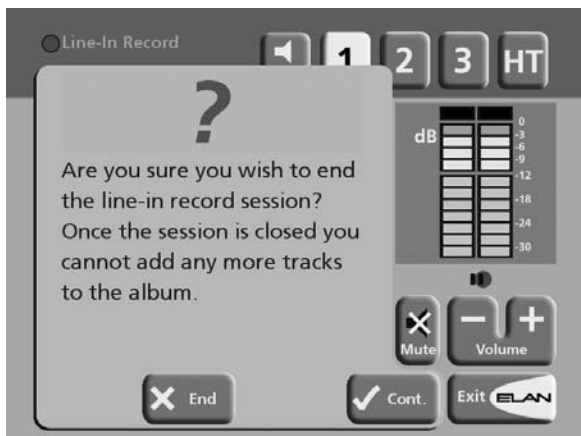 Line-In Record
1 2 3 HT
?
Are you sure you wish to end
the line-in record session?
Once the session is closed you
cannot add any more tracks
to the album.
dB
0
-3
-6
-9
-12
-18
-24
-30
Mute
Volume
End
Cont.
Exit ELAN